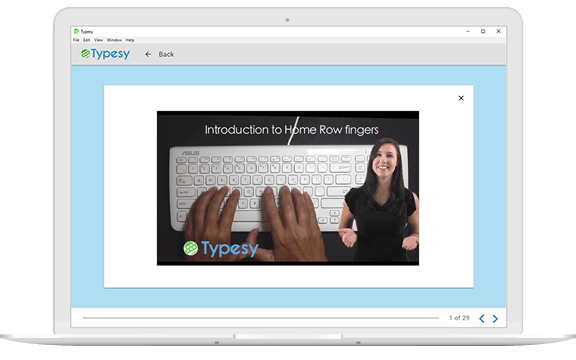 Typesy
File Edit View Window Help
Typesy
Back
Introduction to Home Row fingers
ASUS
Typesy
1 of 29